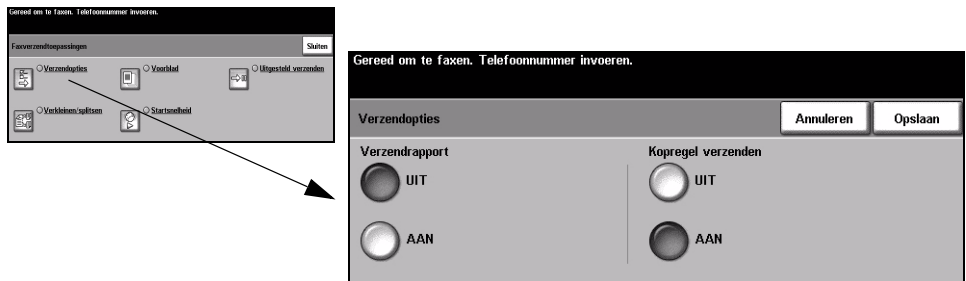 Gereed om te faxen. Telefoonnummer invoeren.
Faxverzendtoepassingen
Sluiten
Verzendopties
Voorblad
Uitgesteld verzenden
Verkleinen/splitsen
Startsnelheid
Gereed om te faxen. Telefoonnummer invoeren.
Verzendopties
Annuleren
Opslaan
Verzendrapport
Kopregel verzenden
UIT
UIT
AAN
AAN